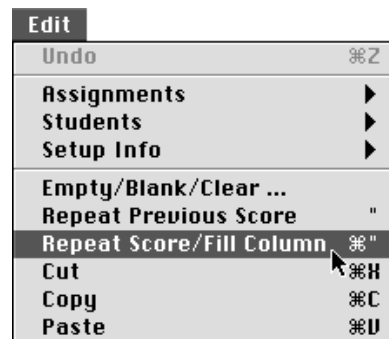 Edit
Undo ⌘Z
Assignments ▶
Students ▶
Setup Info ▶
Empty/Blank/Clear ...
Repeat Previous Score "
Repeat Score/Fill Column ⌘"
Cut ⌘X
Copy ⌘C
Paste ⌘V